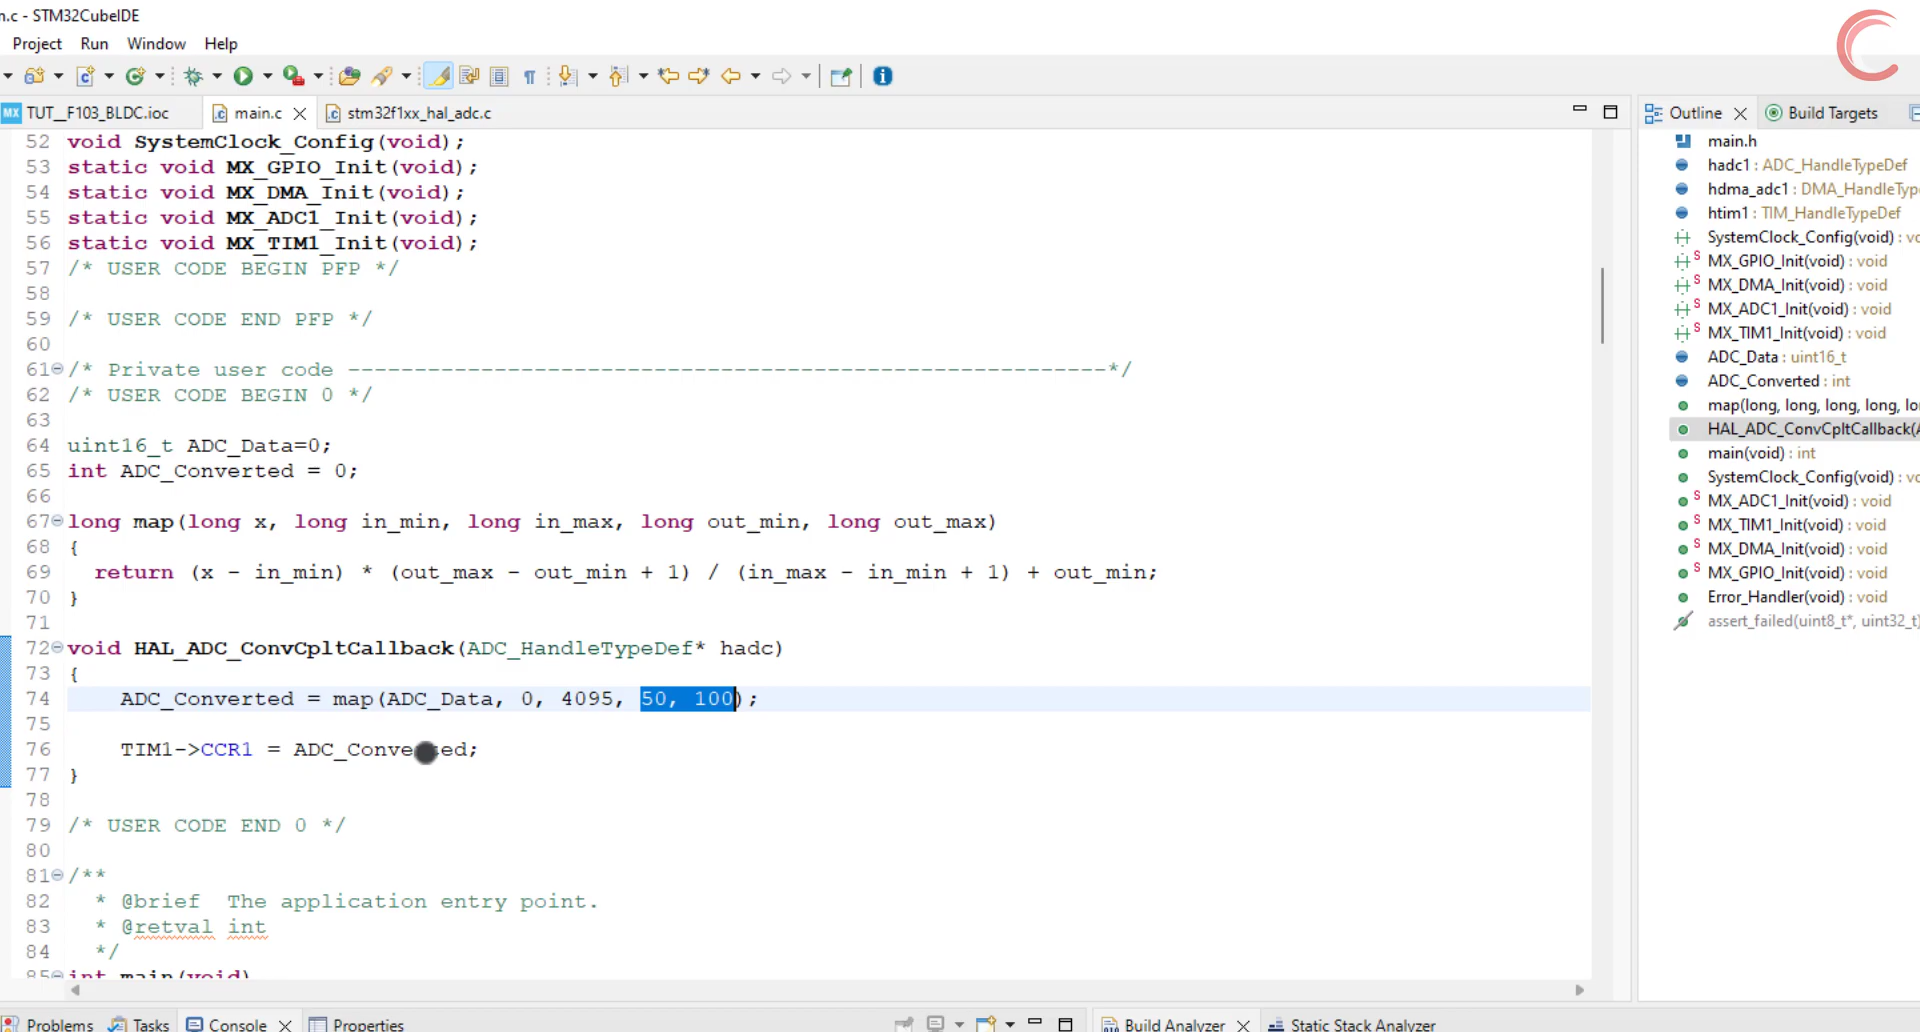 n.c - STM32CubeIDE
Project Run Window Help
MX TUT__F103_BLDC.ioc
main.c
stm32f1xx_hal_adc.c
Outline
Build Targets
52 void SystemClock_Config(void);
53 static void MX_GPIO_Init(void);
54 static void MX_DMA_Init(void);
55 static void MX_ADC1_Init(void);
56 static void MX_TIM1_Init(void);
57 /* USER CODE BEGIN PFP */
58
59 /* USER CODE END PFP */
60
61 /* Private user code ---------------------------------------------------------*/
62 /* USER CODE BEGIN 0 */
63
64 uint16_t ADC_Data=0;
65 int ADC_Converted = 0;
66
67 long map(long x, long in_min, long in_max, long out_min, long out_max)
68 {
69 return (x - in_min) * (out_max - out_min + 1) / (in_max - in_min + 1) + out_min;
70 }
71
72 void HAL_ADC_ConvCpltCallback(ADC_HandleTypeDef* hadc)
73 {
74 ADC_Converted = map(ADC_Data, 0, 4095, 50, 100);
75
76 TIM1->CCR1 = ADC_Converted;
77 }
78
79 /* USER CODE END 0 */
80
81 /**
82 * @brief The application entry point.
83 * @retval int
84 */
85 int main(void)
main.h
hadc1 : ADC_HandleTypeDef
hdma_adc1 : DMA_HandleType
htim1 : TIM_HandleTypeDef
SystemClock_Config(void) : vo
S MX_GPIO_Init(void) : void
S MX_DMA_Init(void) : void
S MX_ADC1_Init(void) : void
S MX_TIM1_Init(void) : void
ADC_Data : uint16_t
ADC_Converted : int
map(long, long, long, long, lo
HAL_ADC_ConvCpltCallback(A
main(void) : int
SystemClock_Config(void) : vo
S MX_ADC1_Init(void) : void
S MX_TIM1_Init(void) : void
S MX_DMA_Init(void) : void
S MX_GPIO_Init(void) : void
Error_Handler(void) : void
assert_failed(uint8_t*, uint32_t)
Problems Tasks Console Properties
Build Analyzer Static Stack Analyzer